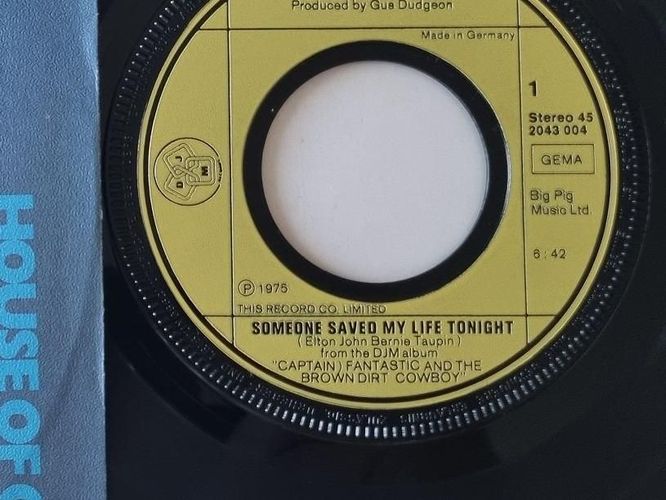 Produced by Gus Dudgeon
Made in Germany
1
Stereo 45
2043 004
GEMA
Big Pig
Music Ltd.
6:42
DJM
Ⓟ 1975
THIS RECORD CO. LIMITED
SOMEONE SAVED MY LIFE TONIGHT
(Elton John Bernie Taupin)
from the DJM album
"CAPTAIN) FANTASTIC AND THE
BROWN DIRT COWBOY"
HOUSE OF